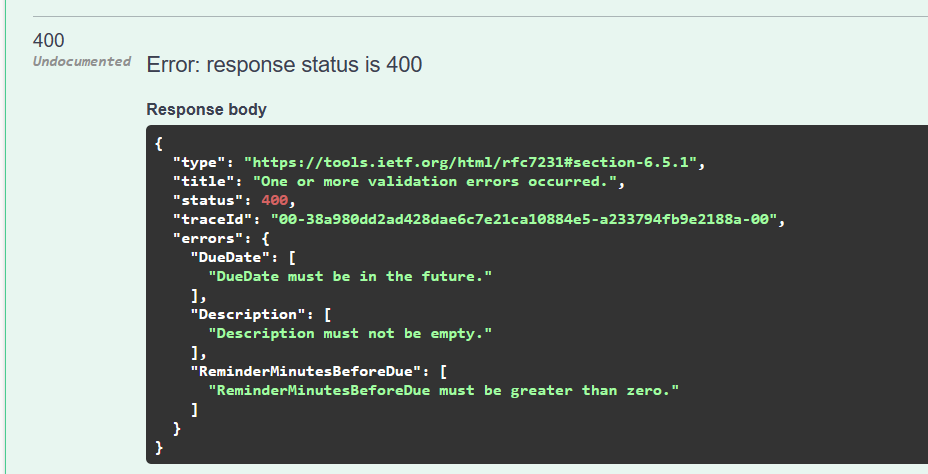 400
Undocumented
Error: response status is 400
Response body
{
"type": "https://tools.ietf.org/html/rfc7231#section-6.5.1",
"title": "One or more validation errors occurred.",
"status": 400,
"traceId": "00-38a980dd2ad428dae6c7e21ca10884e5-a233794fb9e2188a-00",
"errors": {
"DueDate": [
"DueDate must be in the future."
],
"Description": [
"Description must not be empty."
],
"ReminderMinutesBeforeDue": [
"ReminderMinutesBeforeDue must be greater than zero."
]
}
}